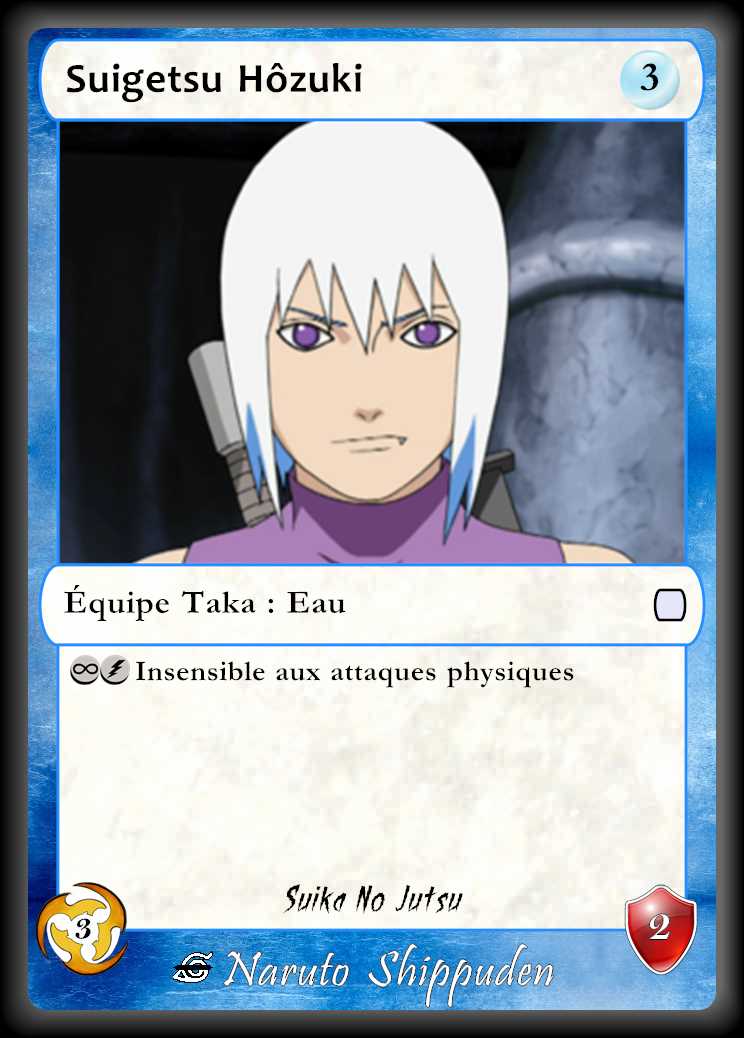 Suigetsu Hôzuki
3
Équipe Taka : Eau
Insensible aux attaques physiques
Suika No Jutsu
3
2
Naruto Shippuden